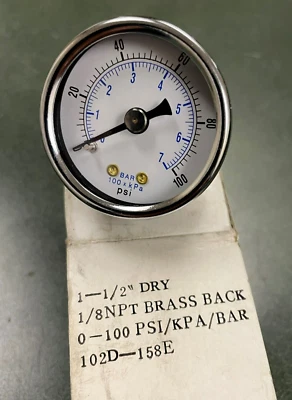 40
60
20
80
100
1
2
3
4
5
6
7
BAR
100 x kPa
psi
1—1/2" DRY
1/8NPT BRASS BACK
0—100 PSI/KPA/BAR
102D—158E